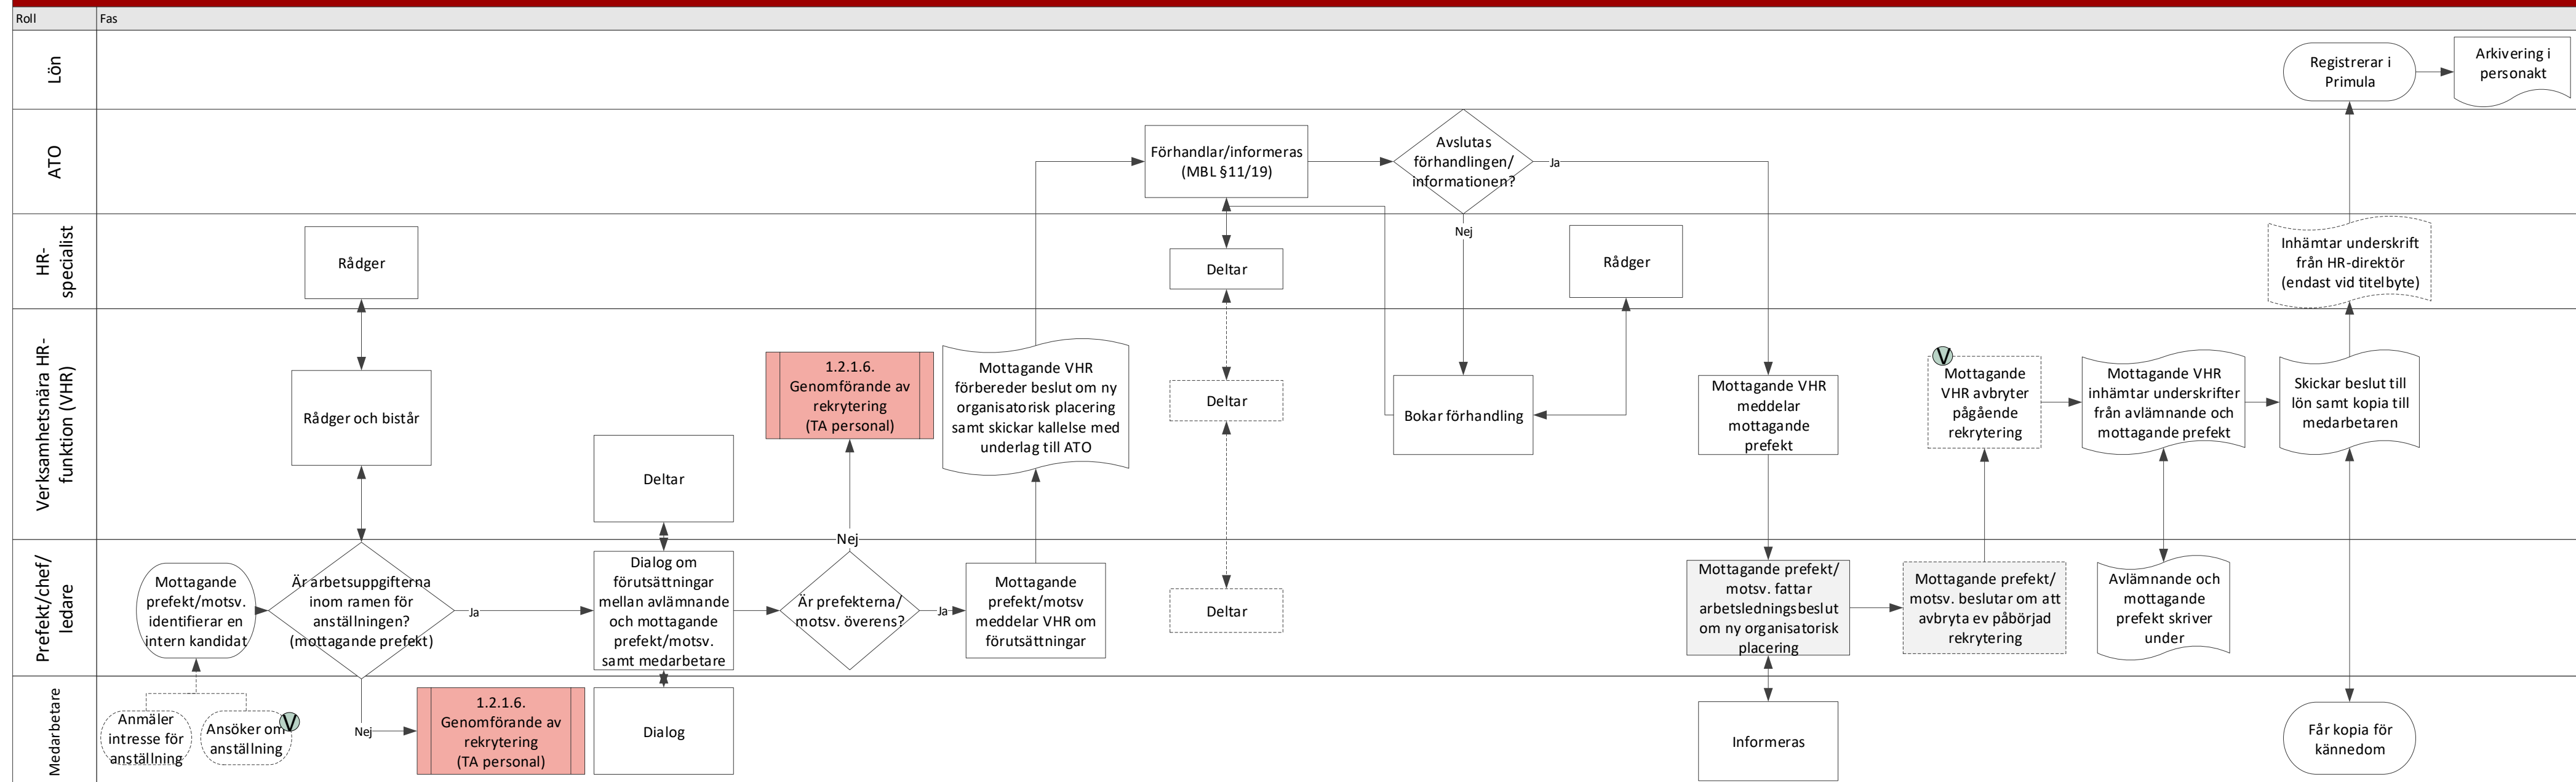 Roll
Fas
Lön
Registrerar i
Primula
Arkivering i
personakt
ATO
Förhandlar/informeras
(MBL §11/19)
Avslutas
förhandlingen/
informationen?
Ja
Nej
HR-
specialist
Rådger
Deltar
Rådger
Inhämtar underskrift
från HR-direktör
(endast vid titelbyte)
Verksamhetsnära HR-
funktion (VHR)
Rådger och bistår
Deltar
1.2.1.6.
Genomförande av
rekrytering
(TA personal)
Mottagande VHR
förbereder beslut om ny
organisatorisk placering
samt skickar kallelse med
underlag till ATO
Deltar
Bokar förhandling
Mottagande VHR
meddelar
mottagande
prefekt
V
Mottagande
VHR avbryter
pågående
rekrytering
Mottagande VHR
inhämtar underskrifter
från avlämnande och
mottagande prefekt
Skickar beslut till
lön samt kopia till
medarbetaren
Prefekt/chef/
ledare
Mottagande
prefekt/motsv.
identifierar en
intern kandidat
Är arbetsuppgifterna
inom ramen för
anställningen?
(mottagande prefekt)
Ja
Dialog om
förutsättningar
mellan avlämnande
och mottagande
prefekt/motsv.
samt medarbetare
Nej
Är prefekterna/
motsv. överens?
Ja
Mottagande
prefekt/motsv
meddelar VHR om
förutsättningar
Deltar
Mottagande prefekt/
motsv. fattar
arbetsledningsbeslut
om ny organisatorisk
placering
Mottagande prefekt/
motsv. beslutar om att
avbryta ev påbörjad
rekrytering
Avlämnande och
mottagande
prefekt skriver
under
Medarbetare
Anmäler
intresse för
anställning
Ansöker om
anställning
V
Nej
1.2.1.6.
Genomförande av
rekrytering
(TA personal)
Dialog
Informeras
Får kopia för
kännedom